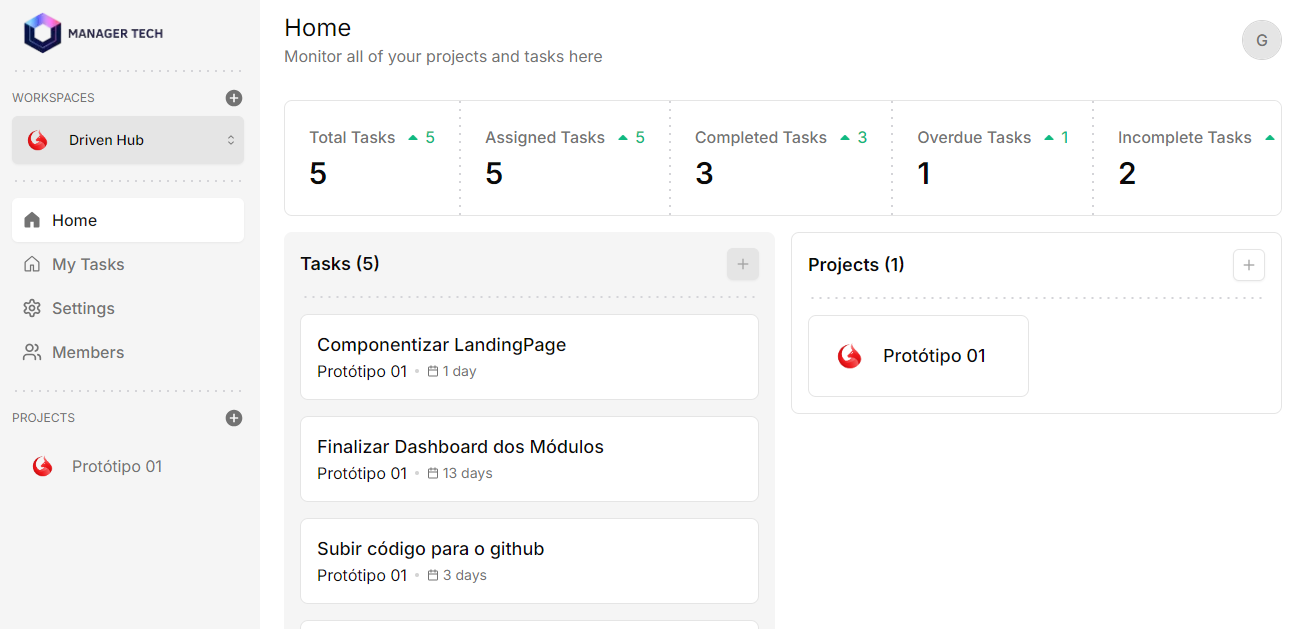 MANAGER TECH
WORKSPACES
Driven Hub
Home
My Tasks
Settings
Members
PROJECTS
Protótipo 01
Home
Monitor all of your projects and tasks here
G
Total Tasks 5
5
Assigned Tasks 5
5
Completed Tasks 3
3
Overdue Tasks 1
1
Incomplete Tasks
2
Tasks (5)
Componentizar LandingPage
Protótipo 01 • 1 day
Finalizar Dashboard dos Módulos
Protótipo 01 • 13 days
Subir código para o github
Protótipo 01 • 3 days
Projects (1)
Protótipo 01